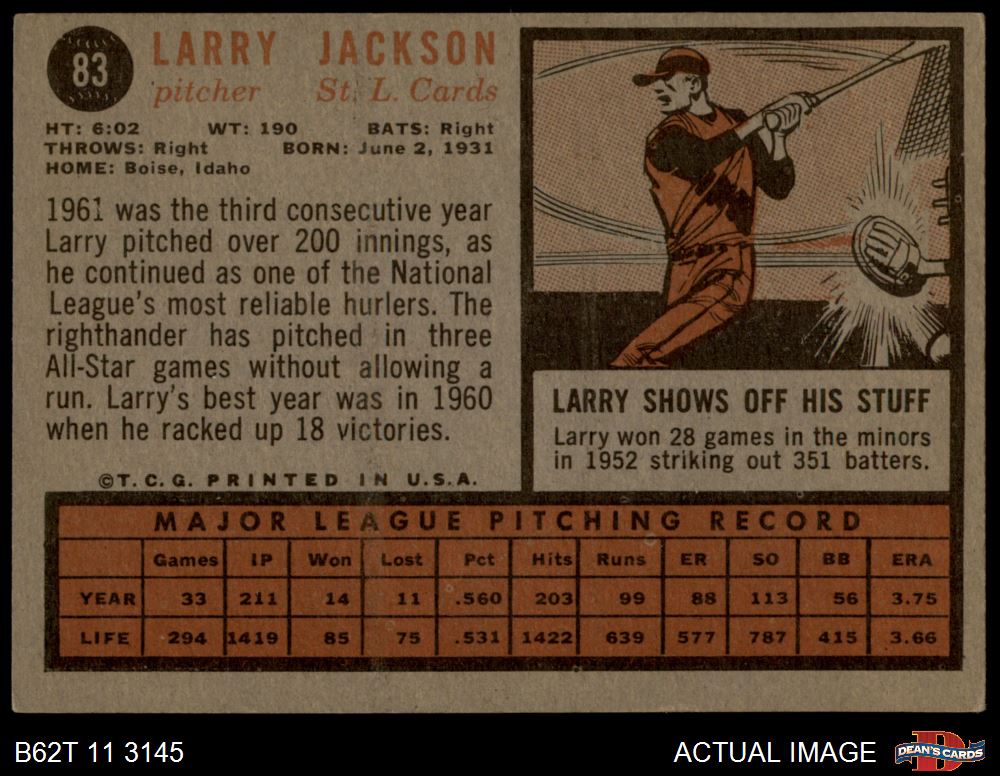 83
LARRY JACKSON
pitcher St. L. Cards
HT: 6:02 WT: 190 BATS: Right
THROWS: Right BORN: June 2, 1931
HOME: Boise, Idaho
1961 was the third consecutive year
Larry pitched over 200 innings, as
he continued as one of the National
League's most reliable hurlers. The
righthander has pitched in three
All-Star games without allowing a
run. Larry's best year was in 1960
when he racked up 18 victories.
©T. C. G. PRINTED IN U.S.A.
LARRY SHOWS OFF HIS STUFF
Larry won 28 games in the minors
in 1952 striking out 351 batters.
MAJOR LEAGUE PITCHING RECORD
Games IP Won Lost Pct Hits Runs ER SO BB ERA
YEAR 33 211 14 11 .560 203 99 88 113 56 3.75
LIFE 294 1419 85 75 .531 1422 639 577 787 415 3.66
B62T 11 3145 ACTUAL IMAGE D DEAN'S CARDS